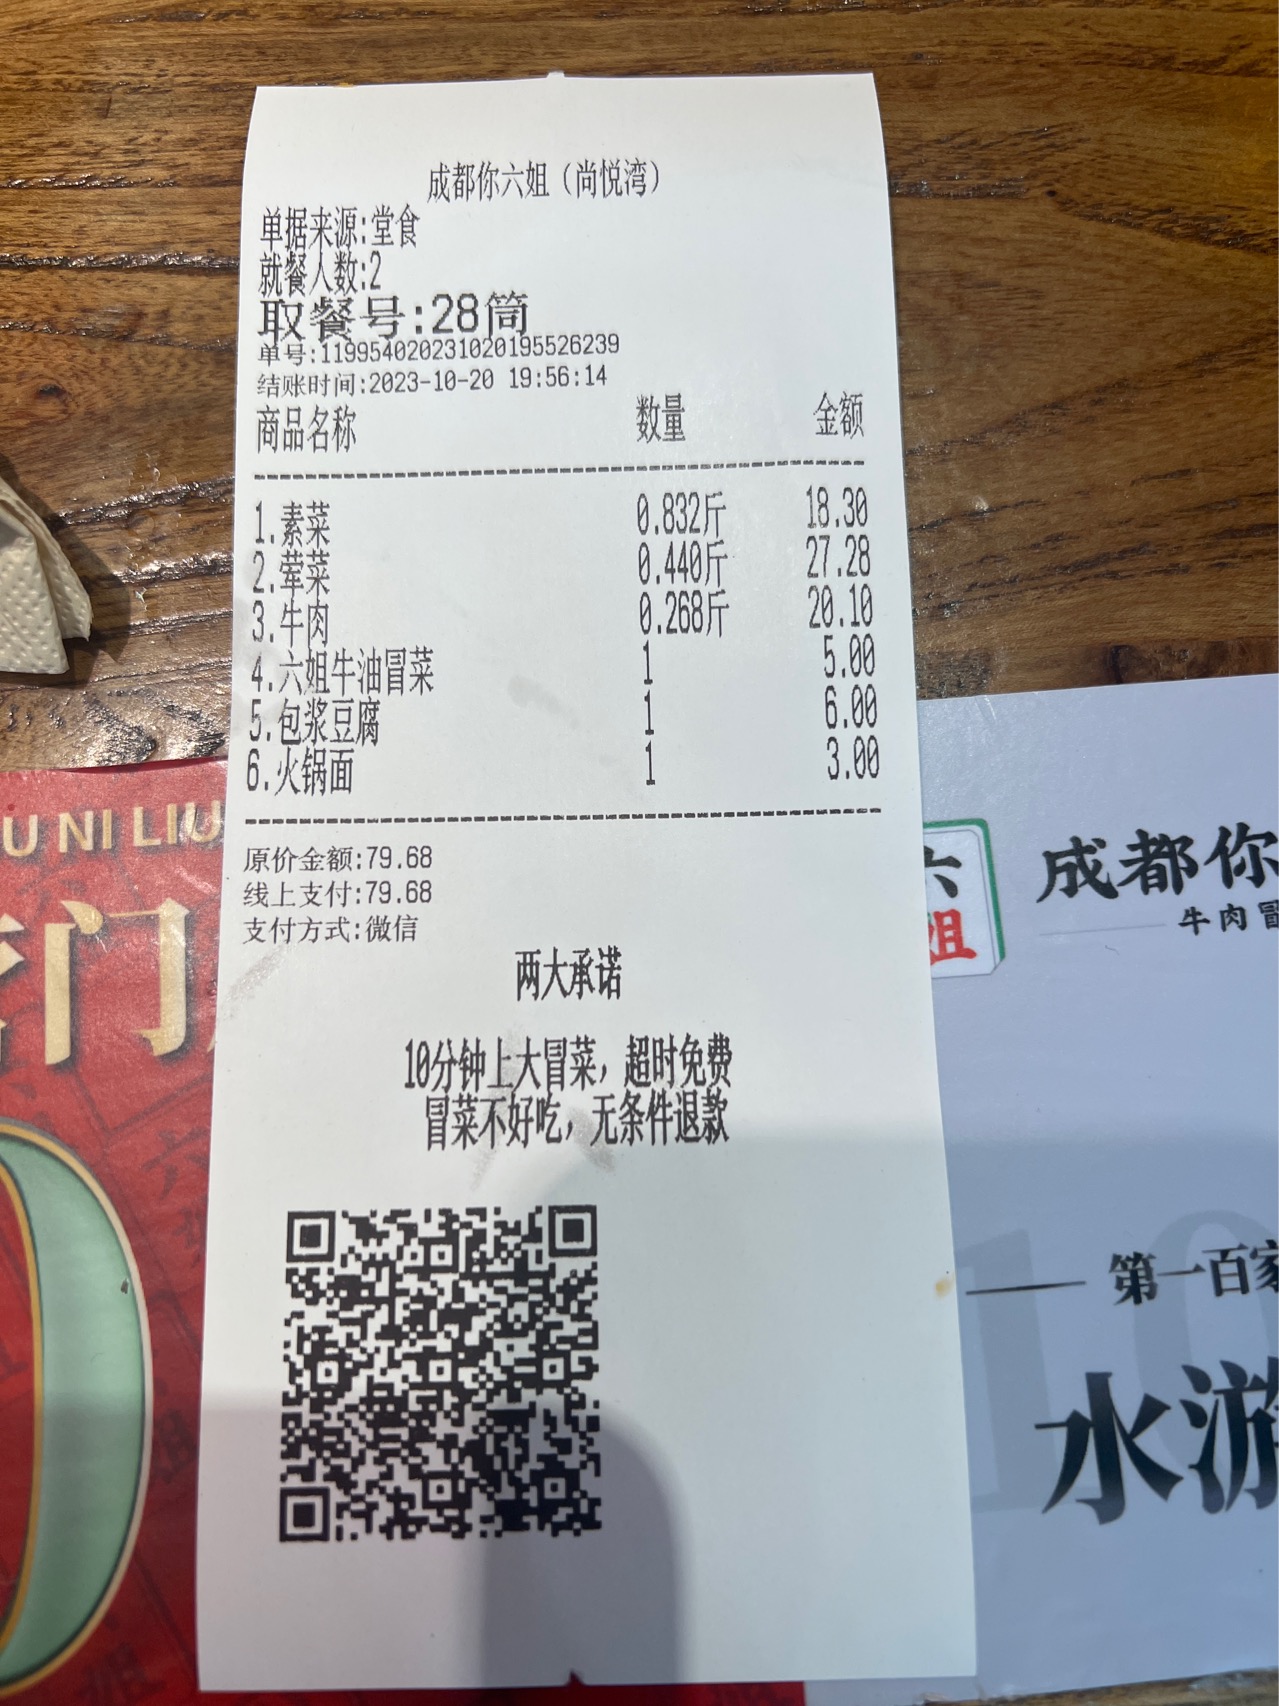 成都你六姐（尚悦湾）
单据来源:堂食
就餐人数:2
取餐号:28筒
单号:119954020231020195526239
结账时间:2023-10-20 19:56:14
商品名称 数量 金额
1.素菜 0.832斤 18.30
2.荤菜 0.440斤 27.28
3.牛肉 0.268斤 20.10
4.六姐牛油冒菜 1 5.00
5.包浆豆腐 1 6.00
6.火锅面 1 3.00
原价金额:79.68
线上支付:79.68
支付方式:微信
两大承诺
10分钟上大冒菜，超时免费
冒菜不好吃，无条件退款
U NI LIU
门
六
姐
成都你
牛肉冒
第一百家
水游